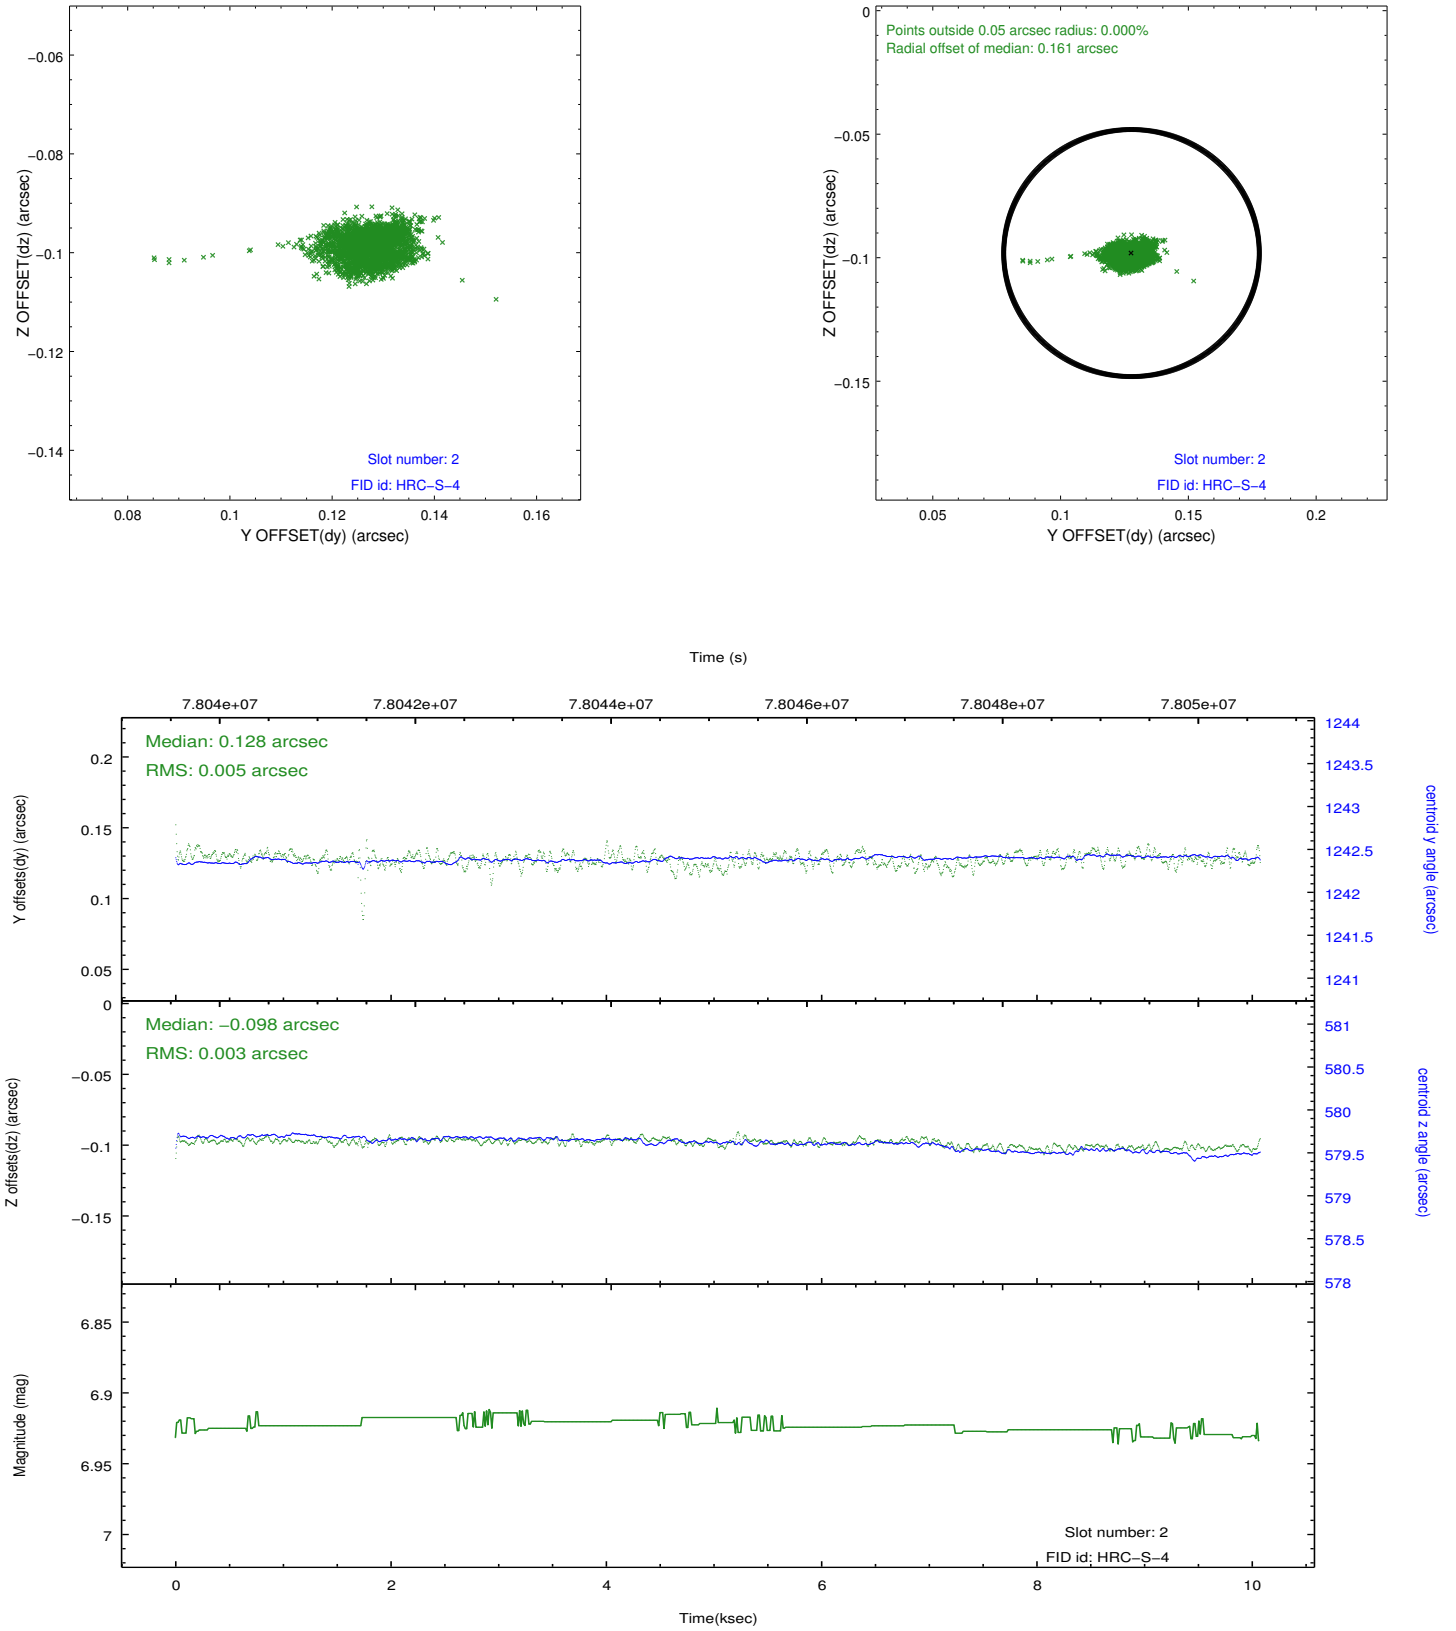 −0.06
−0.08
−0.1
−0.12
−0.14
Z OFFSET(dz) (arcsec)
0.08 0.1 0.12 0.14 0.16
Y OFFSET(dy) (arcsec)
Slot number: 2
FID id: HRC−S−4
Points outside 0.05 arcsec radius: 0.000%
Radial offset of median: 0.161 arcsec
0
−0.05
−0.1
−0.15
Z OFFSET(dz) (arcsec)
0.05 0.1 0.15 0.2
Y OFFSET(dy) (arcsec)
Slot number: 2
FID id: HRC−S−4
Time (s)
7.804e+07 7.8042e+07 7.8044e+07 7.8046e+07 7.8048e+07 7.805e+07
Median: 0.128 arcsec
RMS: 0.005 arcsec
0.2
0.15
0.1
0.05
Y offsets(dy) (arcsec)
1244
1243.5
1243
1242.5
1242
1241.5
1241
centroid y angle (arcsec)
Median: −0.098 arcsec
RMS: 0.003 arcsec
0
−0.05
−0.1
−0.15
Z offsets(dz) (arcsec)
581
580.5
580
579.5
579
578.5
578
centroid z angle (arcsec)
6.85
6.9
6.95
7
Magnitude (mag)
Slot number: 2
FID id: HRC−S−4
0 2 4 6 8 10
Time(ksec)